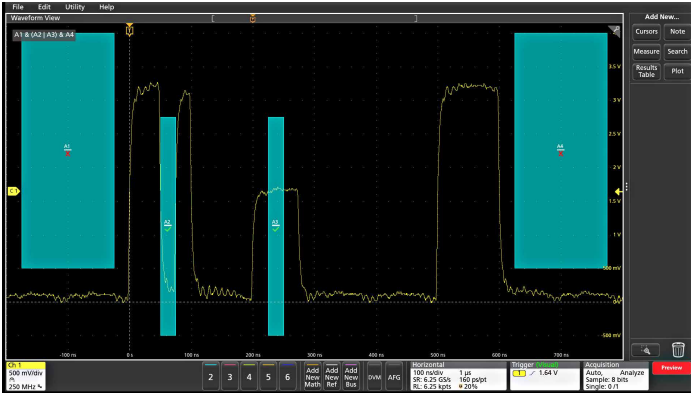 File Edit Utility Help
Waveform View
Add New...
A1 & (A2 | A3) & A4
Cursors Note
Measure Search
Results Table Plot
3.5 V
3 V
2.5 V
2 V
1.5 V
1 V
500 mV
0 V
-500 mV
A1
A2
A3
A4
C1
-100 ns 0 s 100 ns 200 ns 300 ns 400 ns 500 ns 600 ns 700 ns
Ch 1
500 mV/div
250 MHz
2 3 4 5 6
Add New Math
Add New Ref
Add New Bus
DVM AFG
Horizontal
100 ns/div 1 µs
SR: 6.25 GS/s 160 ps/pt
RL: 6.25 kpts 20%
Trigger (Visual)
1 1.64 V
Acquisition
Auto, Analyze
Sample: 8 bits
Single: 0/1
Preview